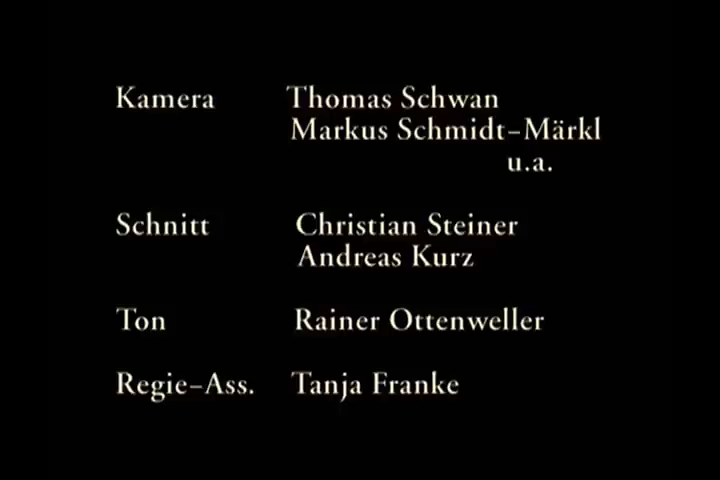 Kamera Thomas Schwan
Markus Schmidt-Märkl
u.a.
Schnitt Christian Steiner
Andreas Kurz
Ton Rainer Ottenweller
Regie-Ass. Tanja Franke